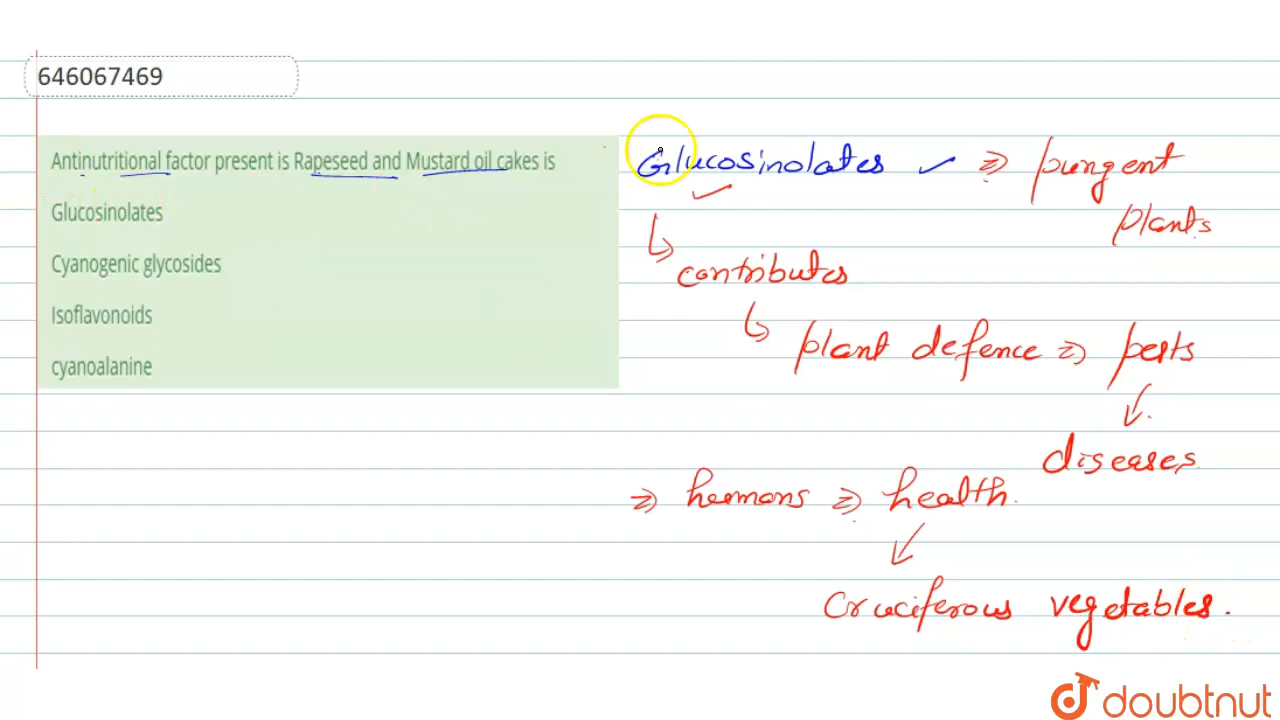 646067469
Antinutritional factor present is Rapeseed and Mustard oil cakes is
Glucosinolates
Cyanogenic glycosides
Isoflavonoids
cyanoalanine
Glucosinolates ✓ ⇒ pungent
plants
contributes
plant defence ⇒ pests
diseases
⇒ humans ⇒ health.
Cruciferous vegetables.
doubtnut